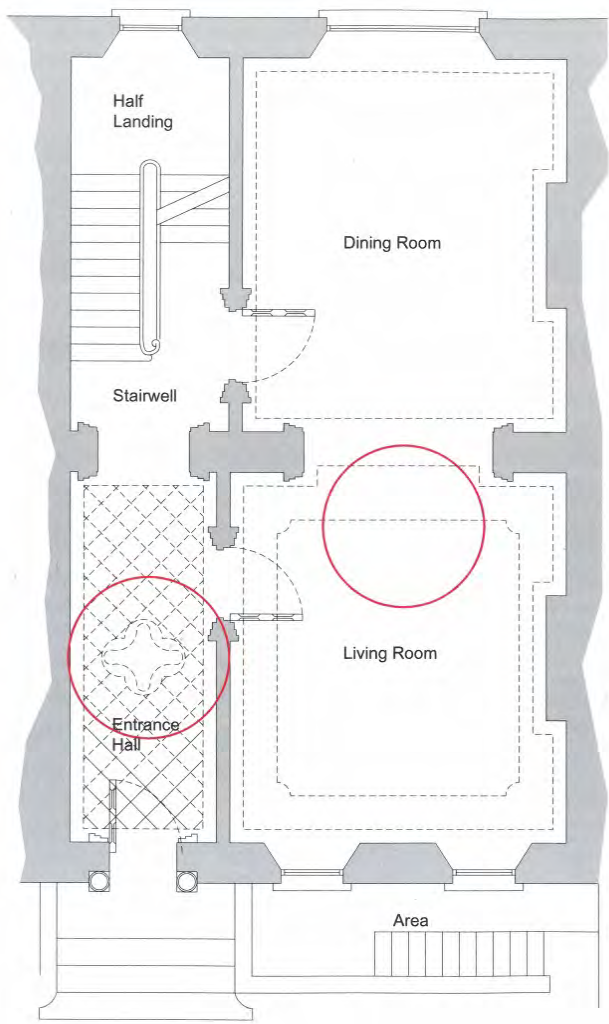 Half
Landing
Dining Room
Stairwell
Living Room
Entrance
Hall
Area